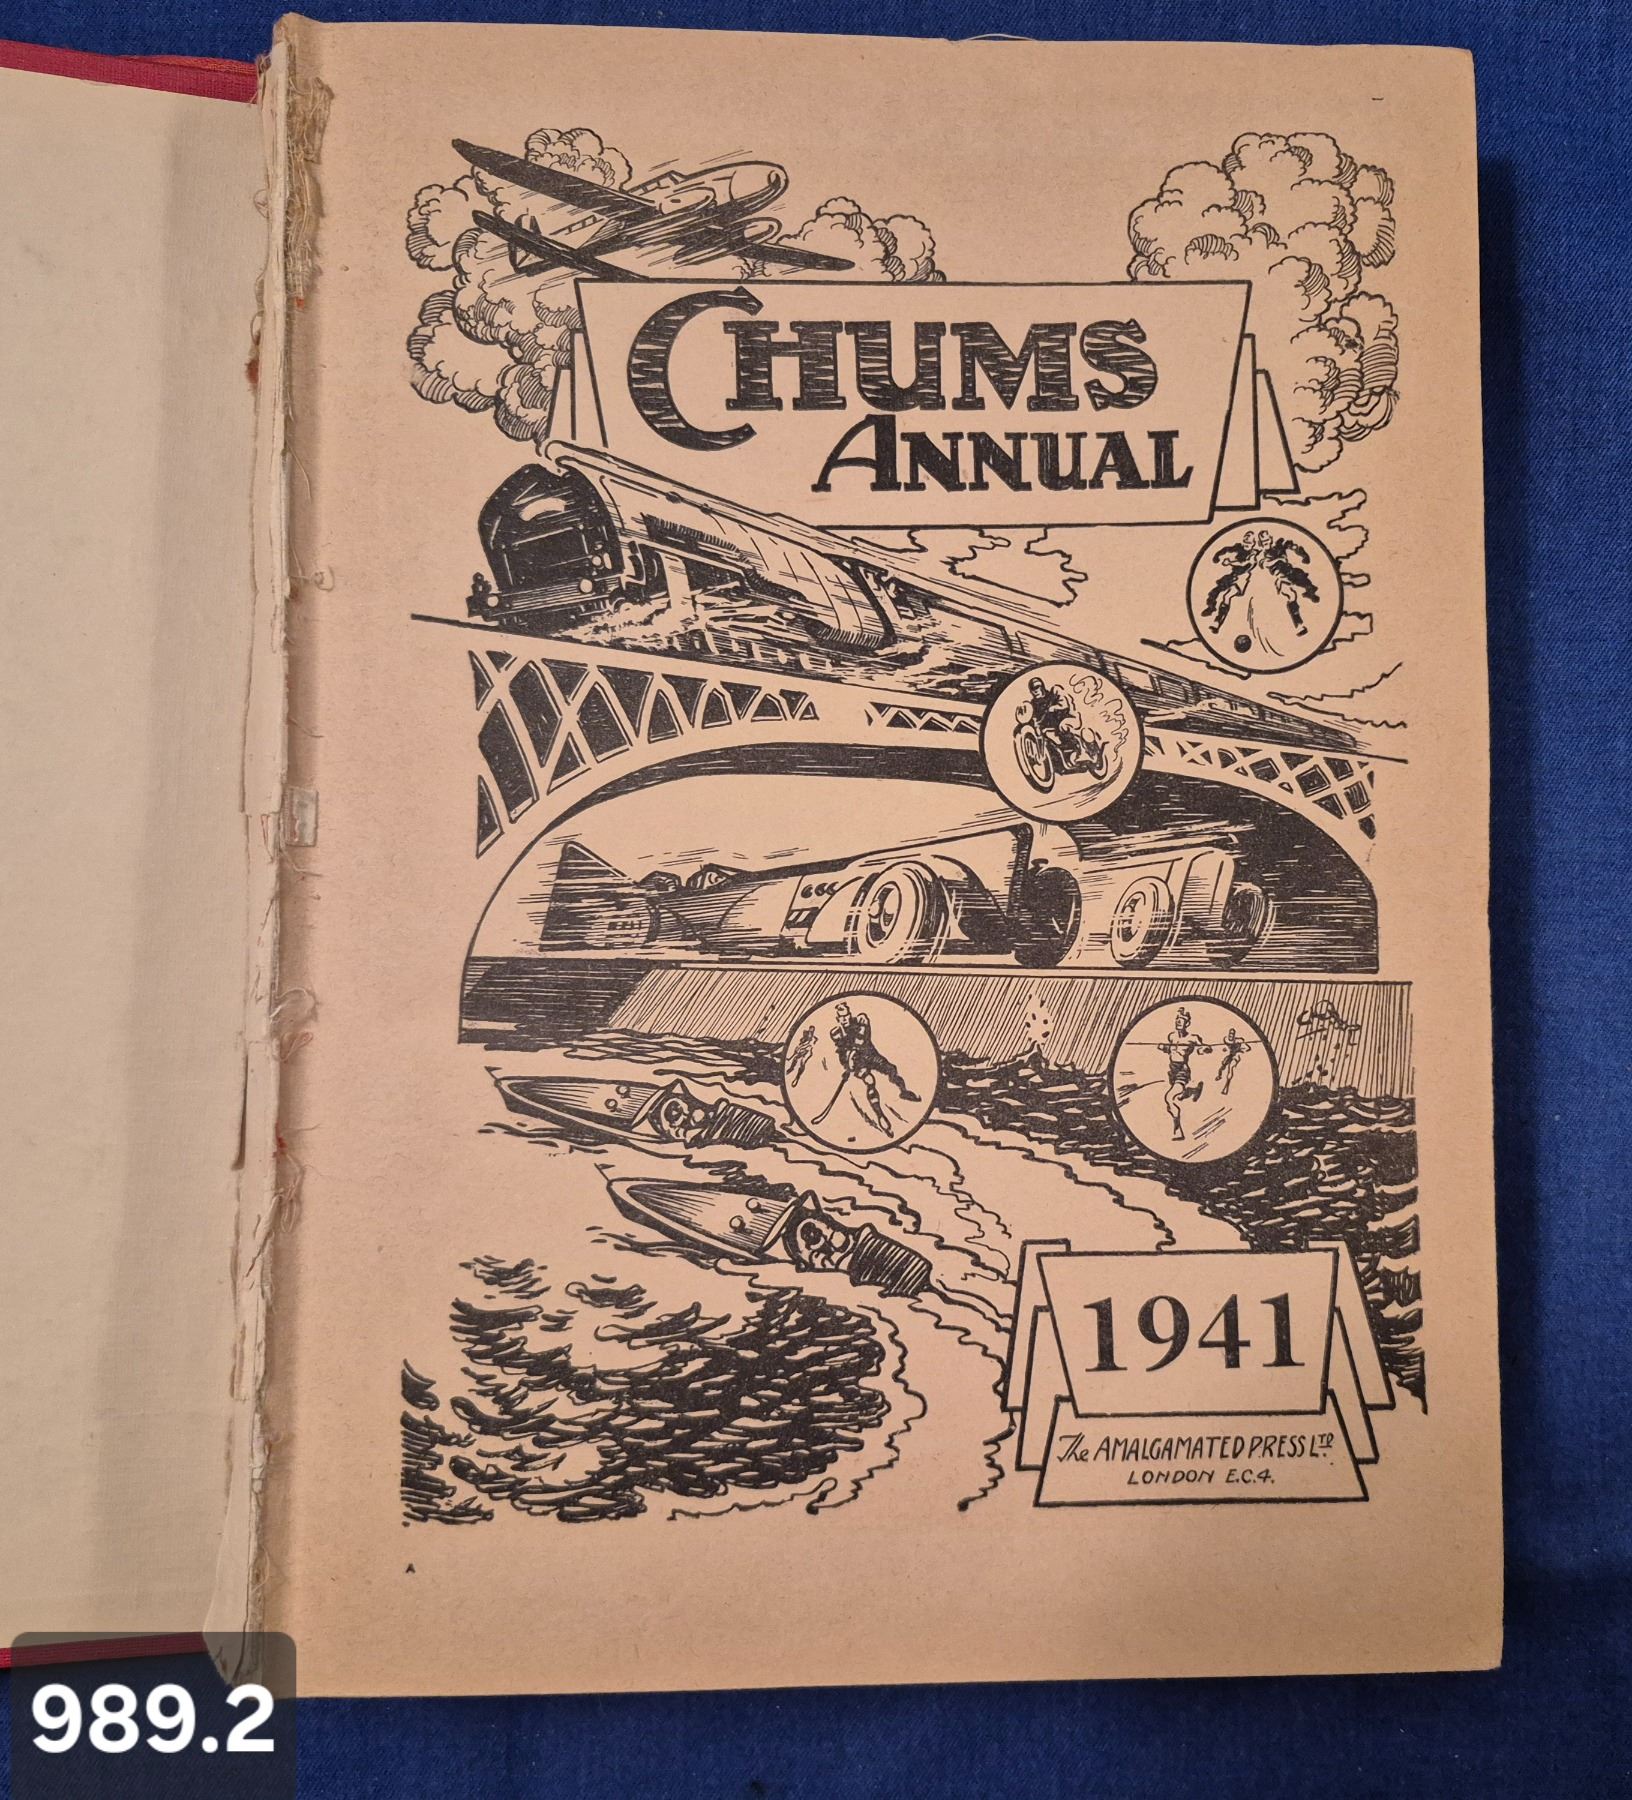 CHUMS
ANNUAL
1941
The AMALGAMATED PRESS LTD.
LONDON E.C.4.
A
989.2